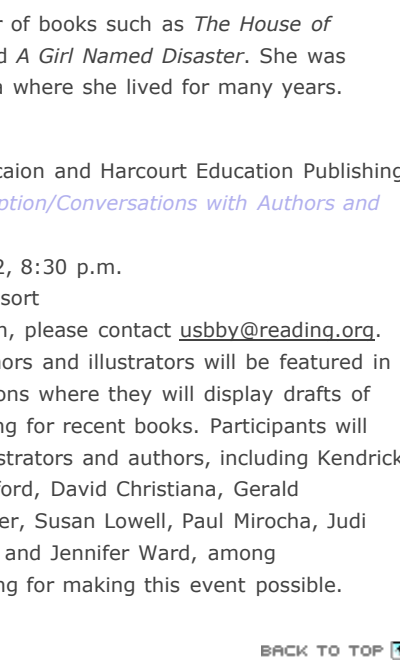 r of books such as The House of
d A Girl Named Disaster. She was
a where she lived for many years.
caion and Harcourt Education Publishing
ption/Conversations with Authors and
2, 8:30 p.m.
sort
n, please contact usbby@reading.org.
ors and illustrators will be featured in
ons where they will display drafts of
ng for recent books. Participants will
strators and authors, including Kendrick
ford, David Christiana, Gerald
er, Susan Lowell, Paul Mirocha, Judi
and Jennifer Ward, among
ng for making this event possible.
BACK TO TOP